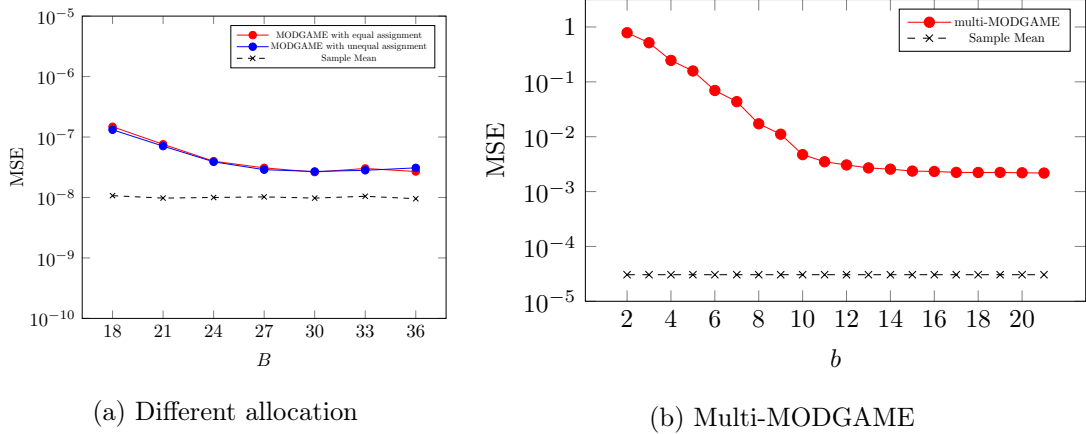 10^−5
10^−6
10^−7
10^−8
10^−9
10^−10
MSE
MODGAME with equal assignment
MODGAME with unequal assignment
Sample Mean
18 21 24 27 30 33 36
B
(a) Different allocation
1
10^−1
10^−2
10^−3
10^−4
10^−5
MSE
multi-MODGAME
Sample Mean
2 4 6 8 10 12 14 16 18 20
b
(b) Multi-MODGAME